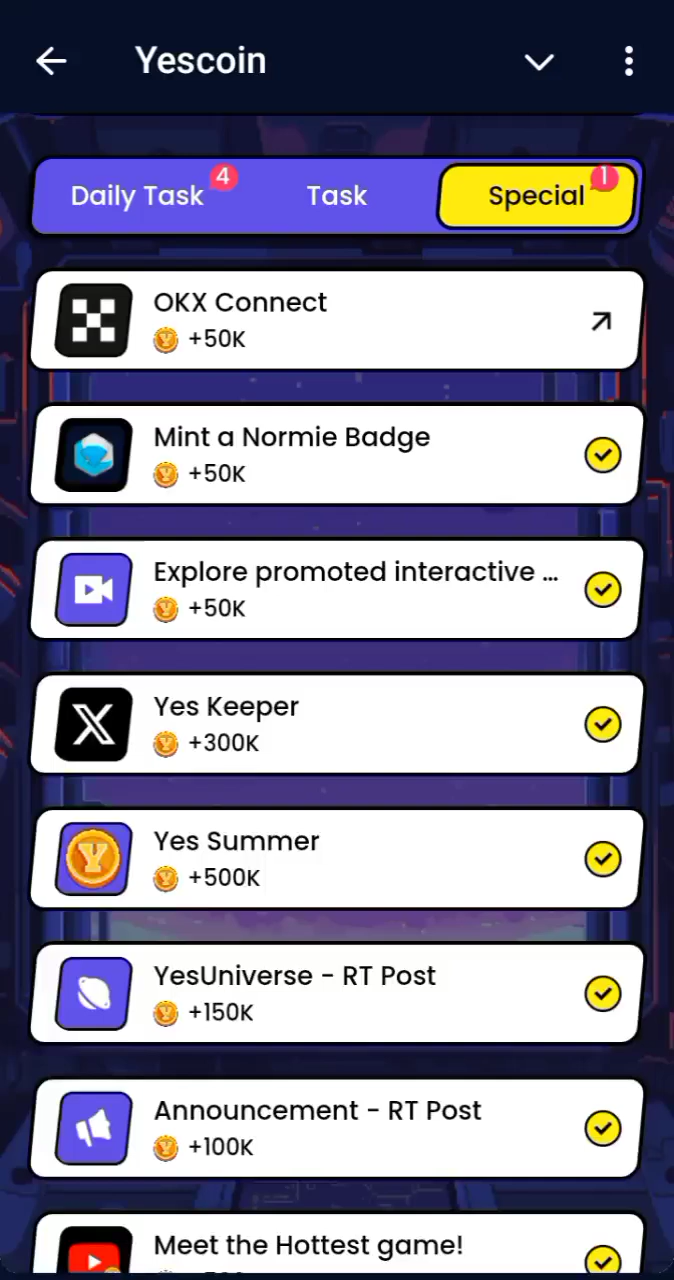 Yescoin
Daily Task 4 Task Special 1
OKX Connect
+50K
Mint a Normie Badge
+50K
Explore promoted interactive ...
+50K
Yes Keeper
+300K
Yes Summer
+500K
YesUniverse - RT Post
+150K
Announcement - RT Post
+100K
Meet the Hottest game!